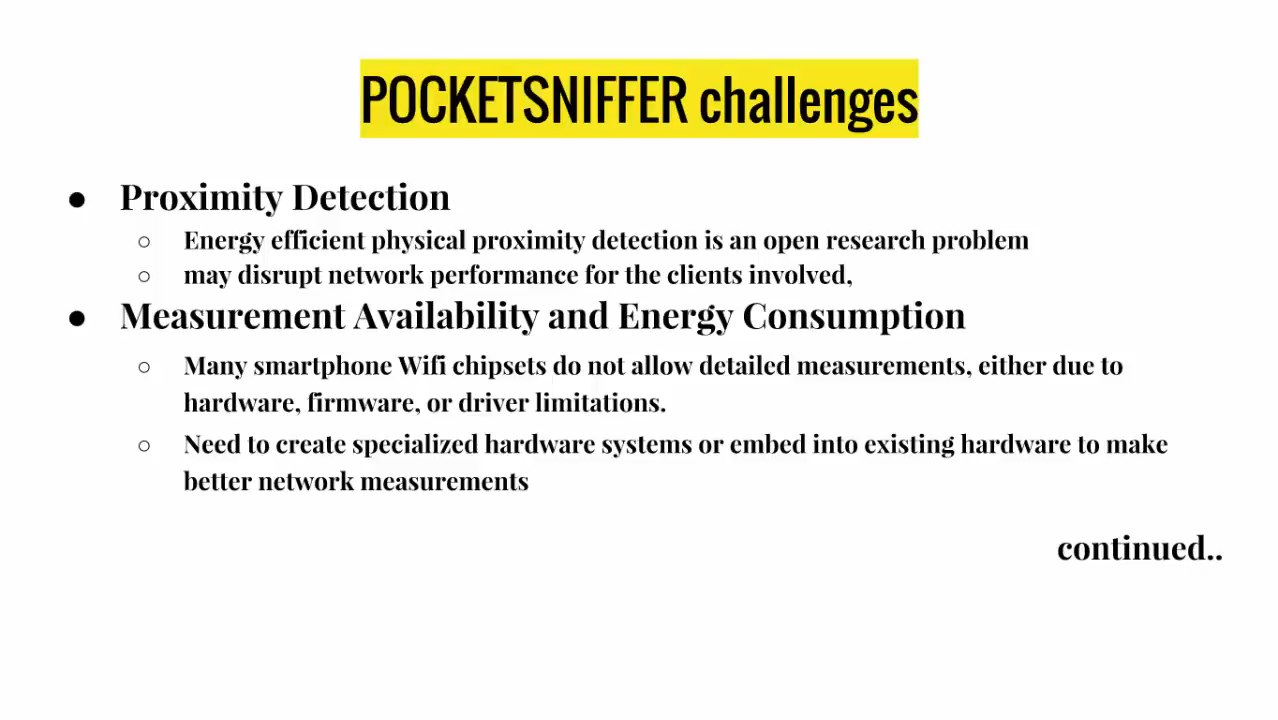 POCKETSNIFFER challenges
● Proximity Detection
○ Energy efficient physical proximity detection is an open research problem
○ may disrupt network performance for the clients involved,
● Measurement Availability and Energy Consumption
○ Many smartphone Wifi chipsets do not allow detailed measurements, either due to
hardware, firmware, or driver limitations.
○ Need to create specialized hardware systems or embed into existing hardware to make
better network measurements
continued..